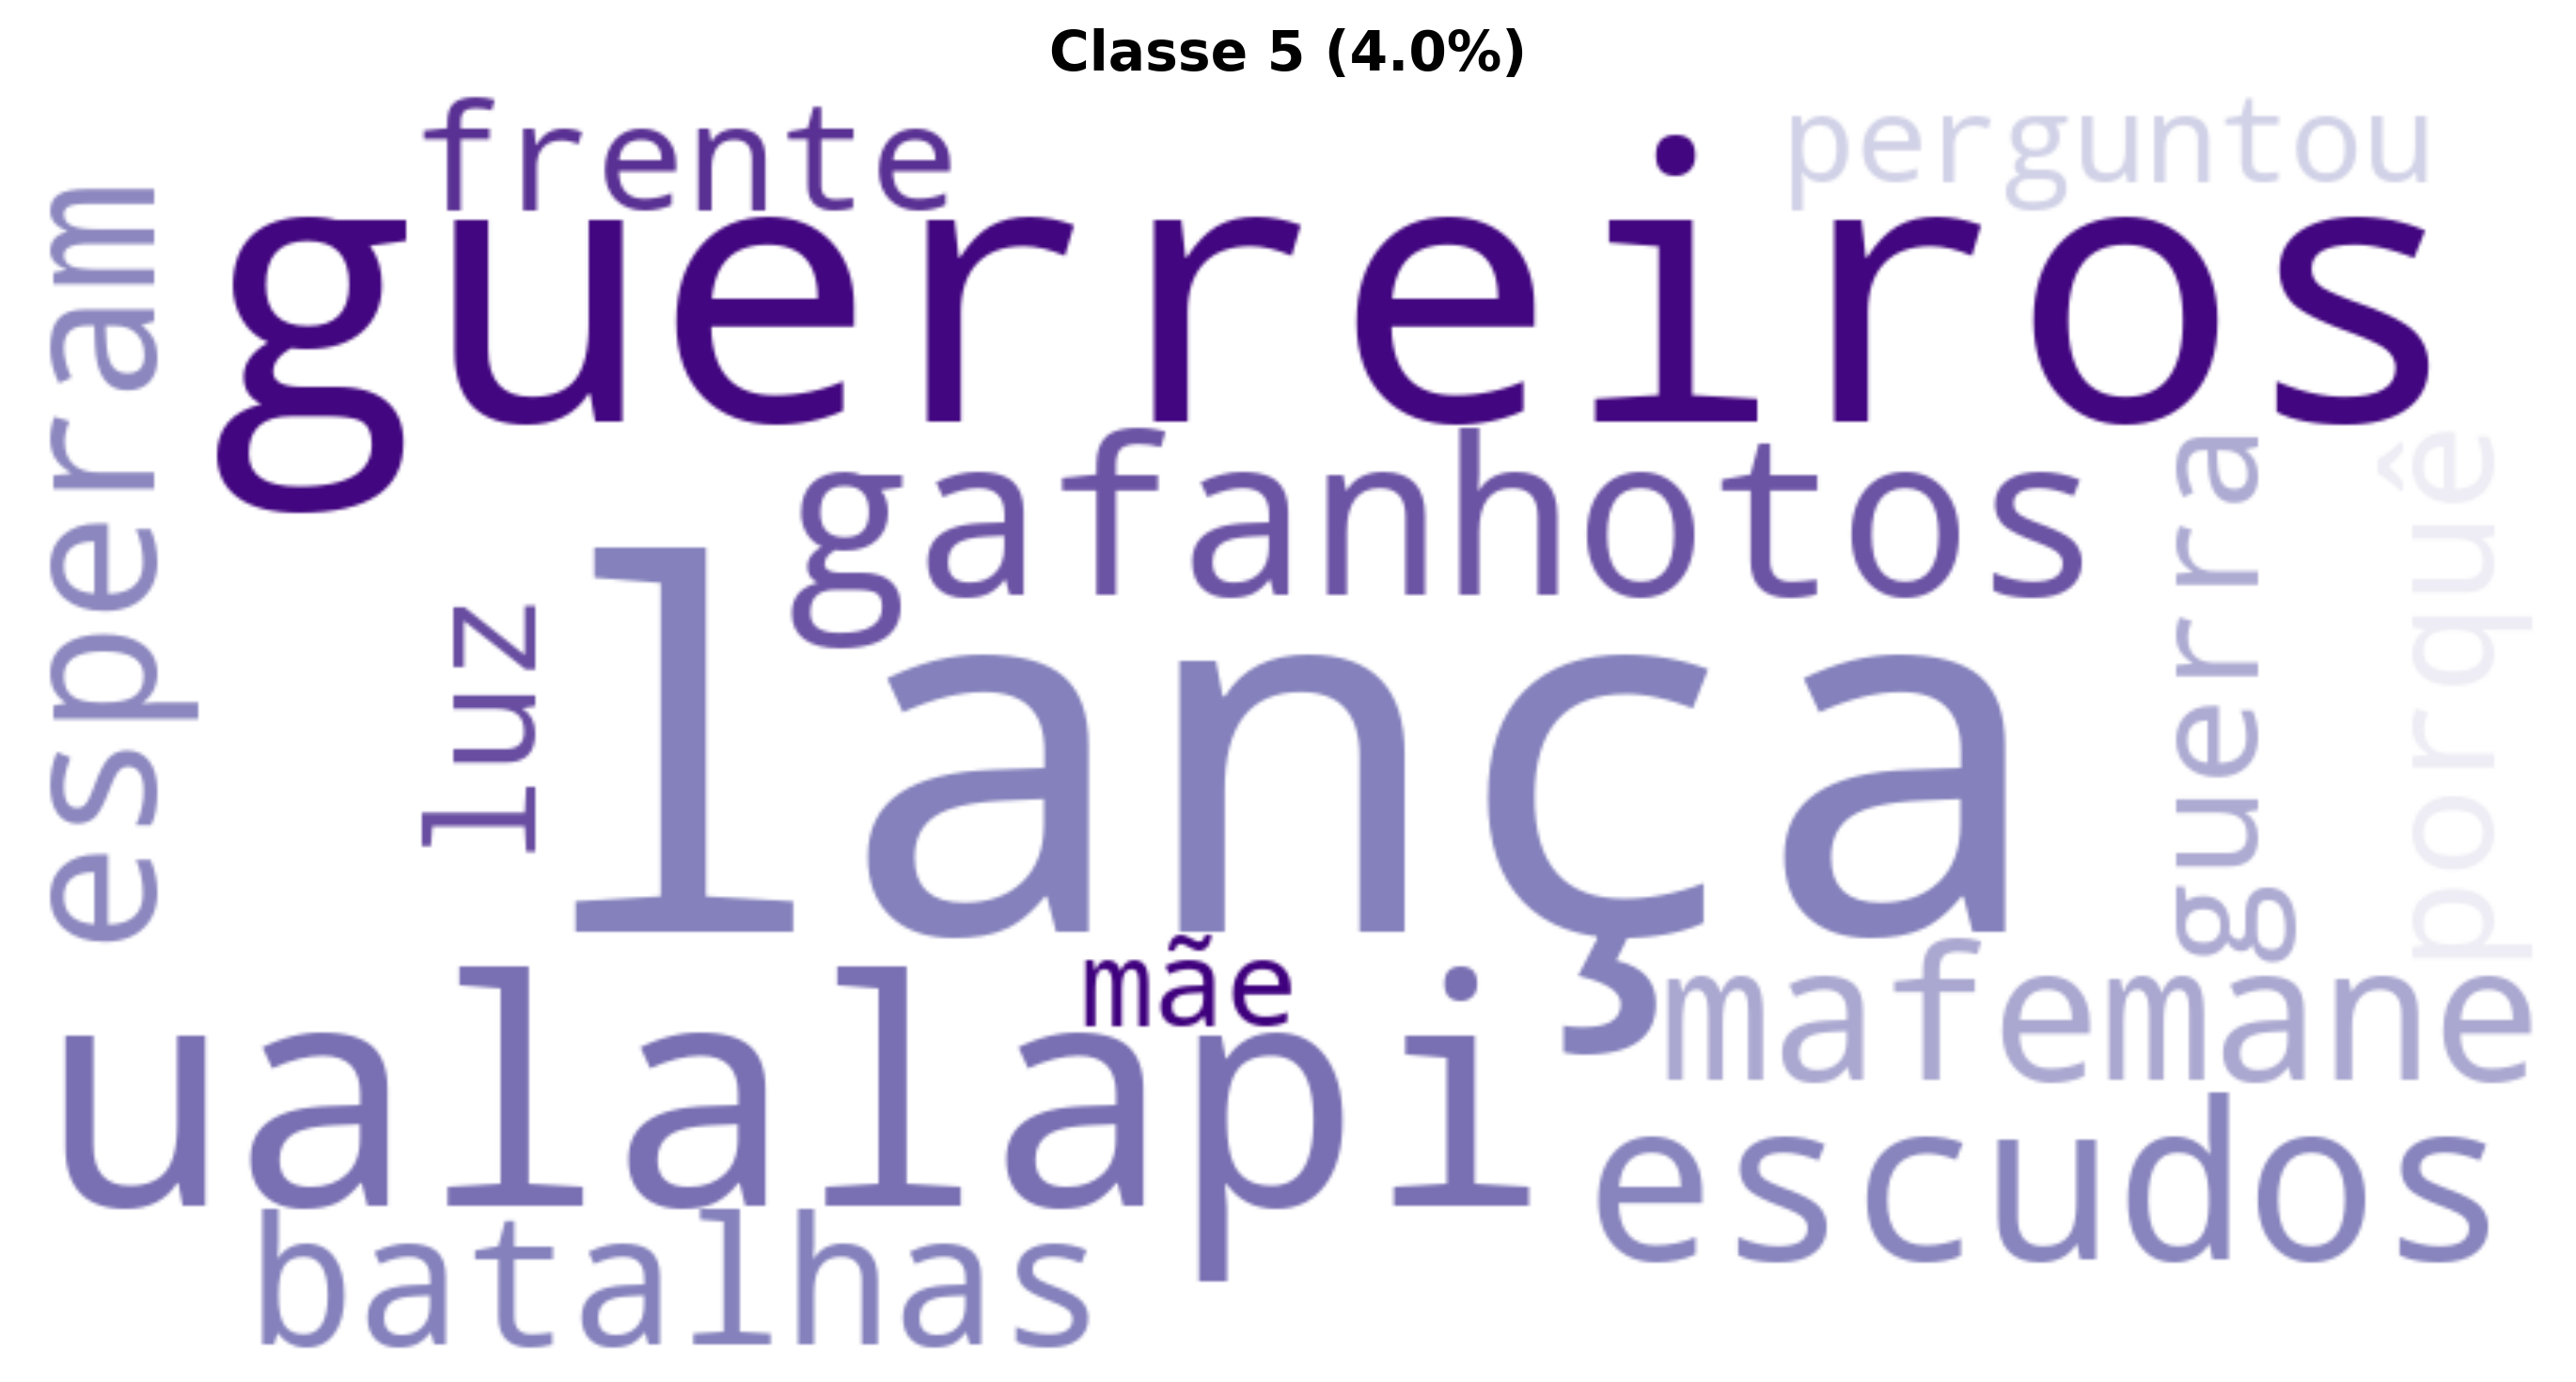 Classe 5 (4.0%)
frente
perguntou
esperam
guerreiros
gafanhotos
guerra
porquê
luz
lança
mãe
mafemane
ualalapi
escudos
batalhas